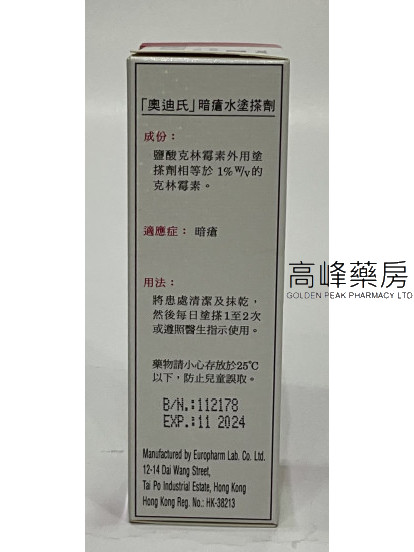 「奧迪氏」暗瘡水塗搽劑
成份：
鹽酸克林霉素外用塗
搽劑相等於 1% W/V的
克林霉素。
適應症： 暗瘡
用法：
將患處清潔及抹乾，
然後每日塗搽1至2次
或遵照醫生指示使用。
藥物請小心存放於25℃
以下，防止兒童誤取。
B/N.:112178
EXP.:11 2024
Manufactured by Europharm Lab. Co. Ltd.
12-14 Dai Wang Street,
Tai Po Industrial Estate, Hong Kong
Hong Kong Reg. No.: HK-38213
高峰藥房
GOLDEN PEAK PHARMACY LTD